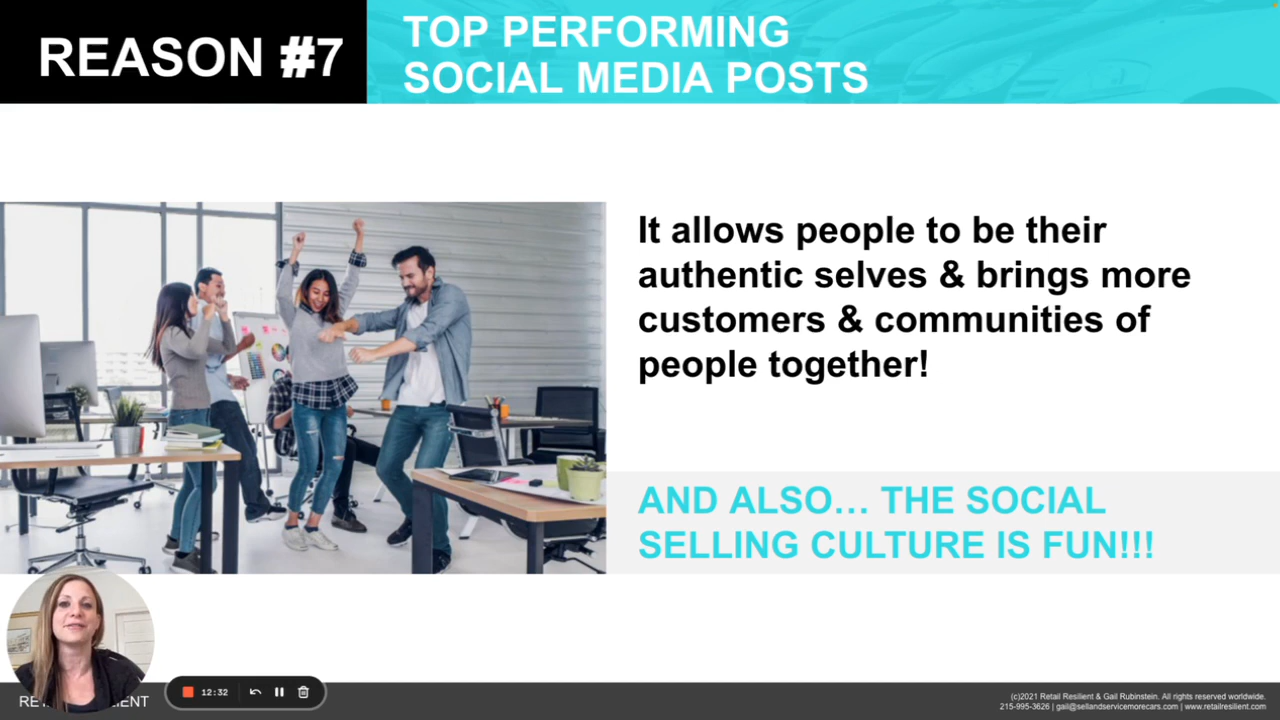 REASON #7
TOP PERFORMING
SOCIAL MEDIA POSTS
It allows people to be their
authentic selves & brings more
customers & communities of
people together!
AND ALSO… THE SOCIAL
SELLING CULTURE IS FUN!!!
12:32
(c)2021 Retail Resilient & Gail Rubinstein. All rights reserved worldwide.
215-995-3626 | gail@sellandservicemorecars.com | www.retailresilient.com